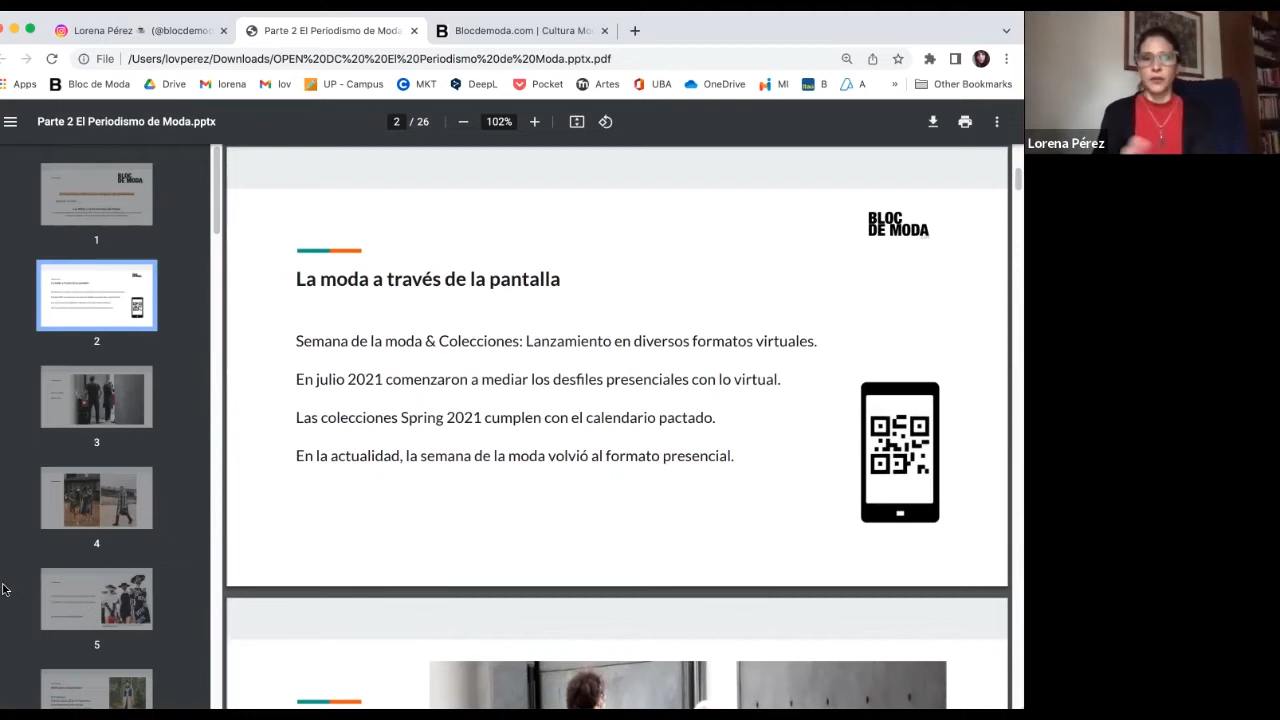 Lorena Pérez
(@blocdemo
Parte 2 El Periodismo de Moda
Blocdemoda.com | Cultura Mo
File
/Users/lovperez/Downloads/OPEN%20DC%20%20El%20Periodismo%20de%20Moda.pptx.pdf
Apps
Bloc de Moda
Drive
lorena
lov
UP - Campus
MKT
DeepL
Pocket
Artes
UBA
OneDrive
MI
B
A
»
Other Bookmarks
Parte 2 El Periodismo de Moda.pptx
2 / 26
102%
Lorena Pérez
BLOC
DE MODA
1
2
3
4
5
BLOC
DE MODA
La moda a través de la pantalla
Semana de la moda & Colecciones: Lanzamiento en diversos formatos virtuales.
En julio 2021 comenzaron a mediar los desfiles presenciales con lo virtual.
Las colecciones Spring 2021 cumplen con el calendario pactado.
En la actualidad, la semana de la moda volvió al formato presencial.